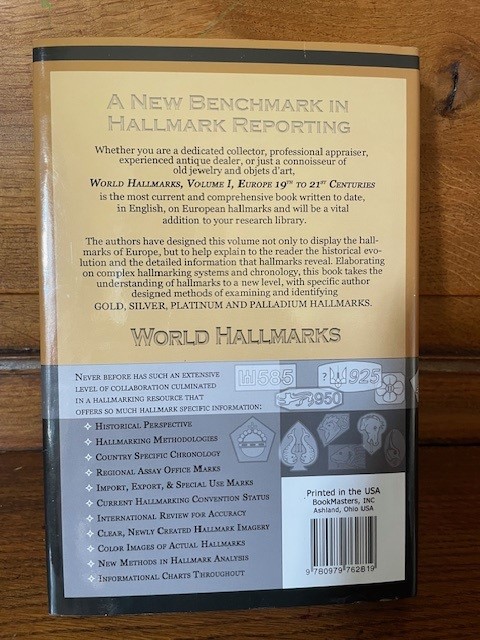 A NEW BENCHMARK IN
HALLMARK REPORTING
Whether you are a dedicated collector, professional appraiser,
experienced antique dealer, or just a connoisseur of
old jewelry and objets d'art,
WORLD HALLMARKS, VOLUME I, EUROPE 19TH TO 21ST CENTURIES
is the most current and comprehensive book written to date,
in English, on European hallmarks and will be a vital
addition to your research library.
The authors have designed this volume not only to display the hall-
marks of Europe, but to help explain to the reader the historical evo-
lution and the detailed information that hallmarks reveal. Elaborating
on complex hallmarking systems and chronology, this book takes the
understanding of hallmarks to a new level, with specific author
designed methods of examining and identifying
GOLD, SILVER, PLATINUM AND PALLADIUM HALLMARKS.
WORLD HALLMARKS
NEVER BEFORE HAS SUCH AN EXTENSIVE
LEVEL OF COLLABORATION CULMINATED
IN A HALLMARKING RESOURCE THAT
OFFERS SO MUCH HALLMARK SPECIFIC INFORMATION:
585
? 925
950
HISTORICAL PERSPECTIVE
HALLMARKING METHODOLOGIES
COUNTRY SPECIFIC CHRONOLOGY
REGIONAL ASSAY OFFICE MARKS
IMPORT, EXPORT, & SPECIAL USE MARKS
CURRENT HALLMARKING CONVENTION STATUS
INTERNATIONAL REVIEW FOR ACCURACY
CLEAR, NEWLY CREATED HALLMARK IMAGERY
COLOR IMAGES OF ACTUAL HALLMARKS
NEW METHODS IN HALLMARK ANALYSIS
INFORMATIONAL CHARTS THROUGHOUT
Printed in the USA
BookMasters, INC
Ashland, Ohio USA
9 780979 762819